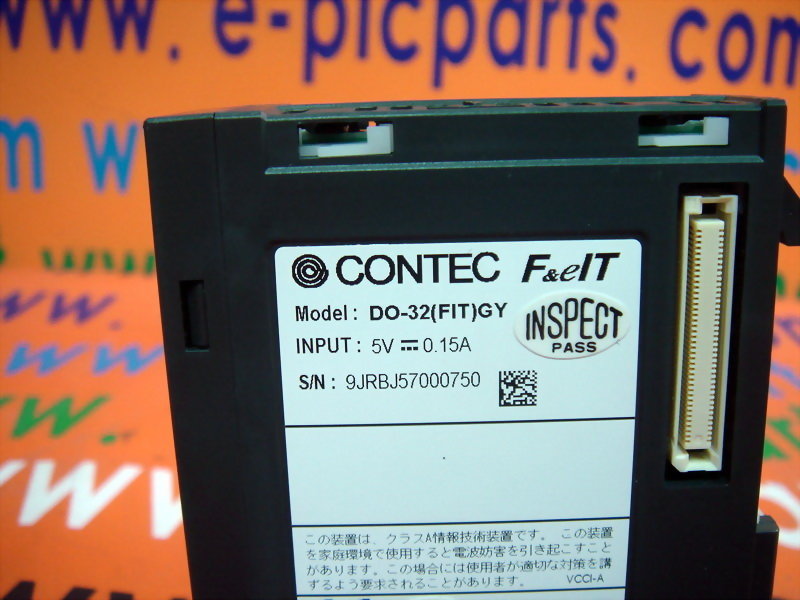 w. e-picparts.com
om w
CONTEC F&eIT
Model : DO-32(FIT)GY
INPUT : 5V ⎓ 0.15A
INSPECT
PASS
S/N : 9JRBJ57000750
この装置は、クラスA情報技術装置です。 この装置
を家庭環境で使用すると電波妨害を引き起こすこと
があります。この場合には使用者が適切な対策を講
ずるよう要求されることがあります。 VCCI-A